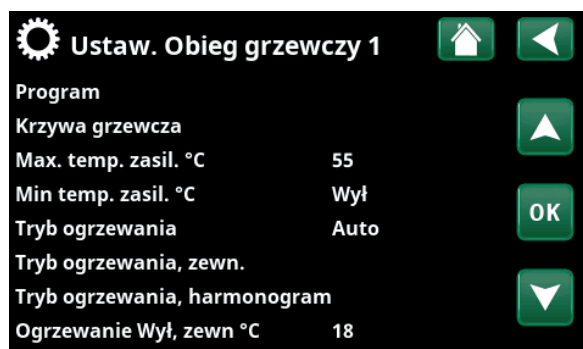 Ustaw. Obieg grzewczy 1
Program
Krzywa grzewcza
Max. temp. zasil. °C 55
Min temp. zasil. °C Wył
Tryb ogrzewania Auto
Tryb ogrzewania, zewn.
OK
Tryb ogrzewania, harmonogram
Ogrzewanie Wył, zewn °C 18